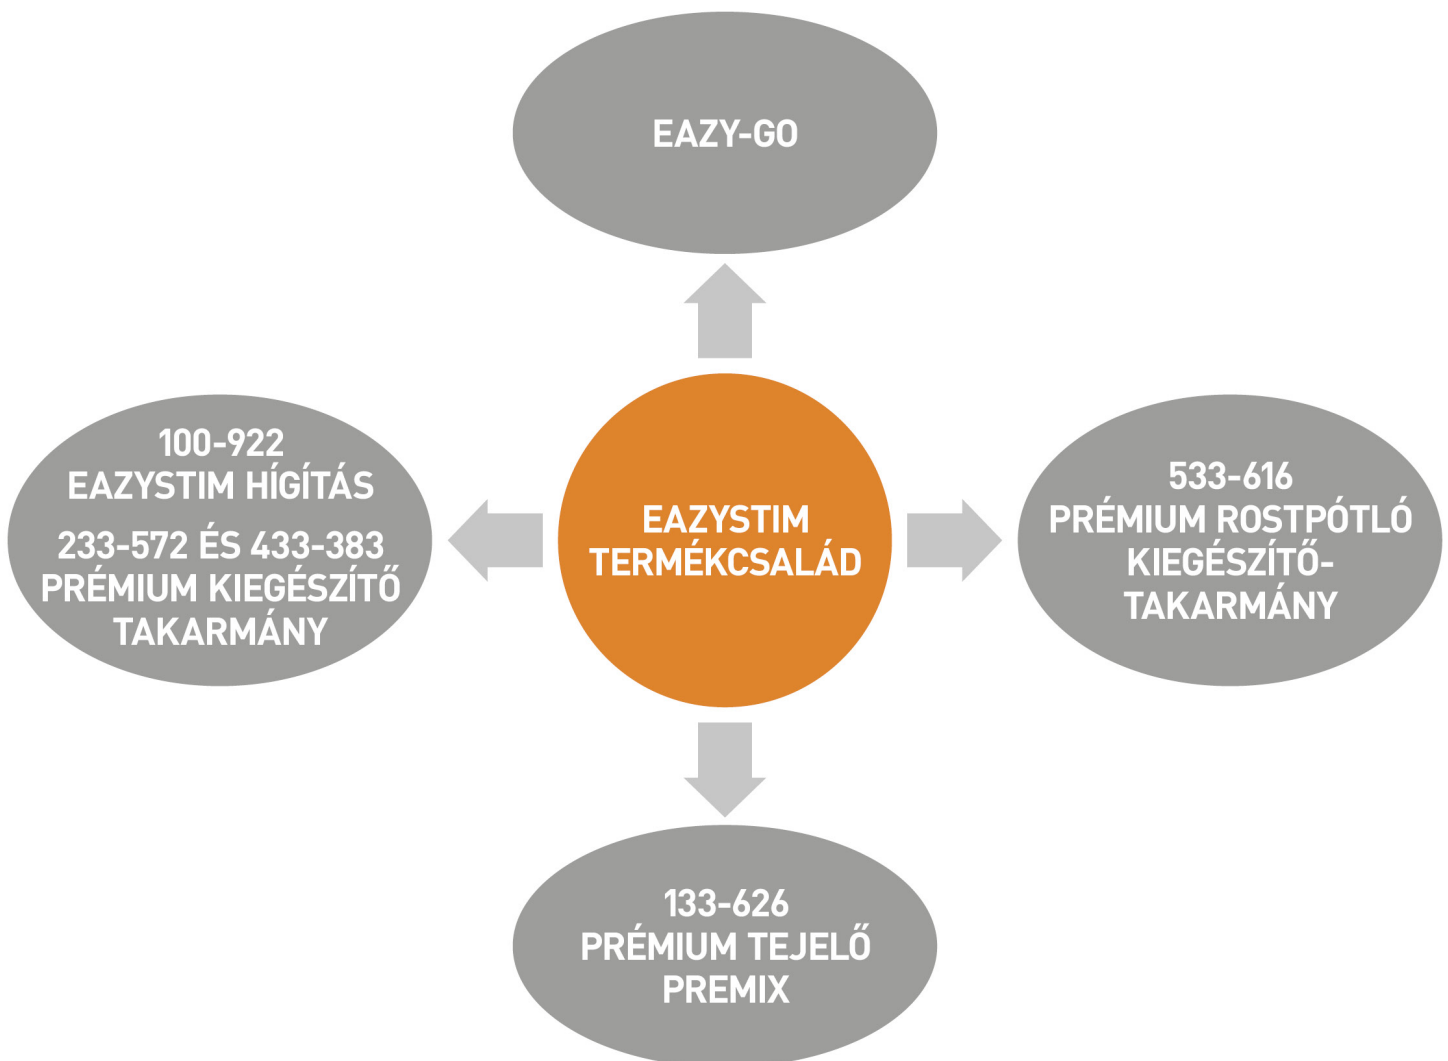 EAZY-GO
100-922
EAZYSTIM HÍGÍTÁS
233-572 ÉS 433-383
PRÉMIUM KIEGÉSZÍTŐ
TAKARMÁNY
EAZYSTIM
TERMÉKCSALÁD
533-616
PRÉMIUM ROSTPÓTLÓ
KIEGÉSZÍTŐ-
TAKARMÁNY
133-626
PRÉMIUM TEJELŐ
PREMIX